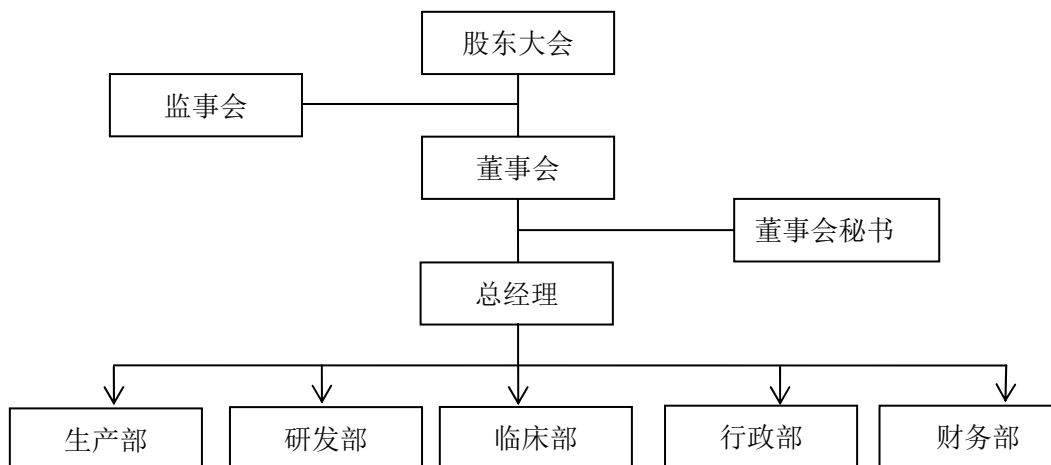 股东大会
监事会
董事会
董事会秘书
总经理
生产部
研发部
临床部
行政部
财务部